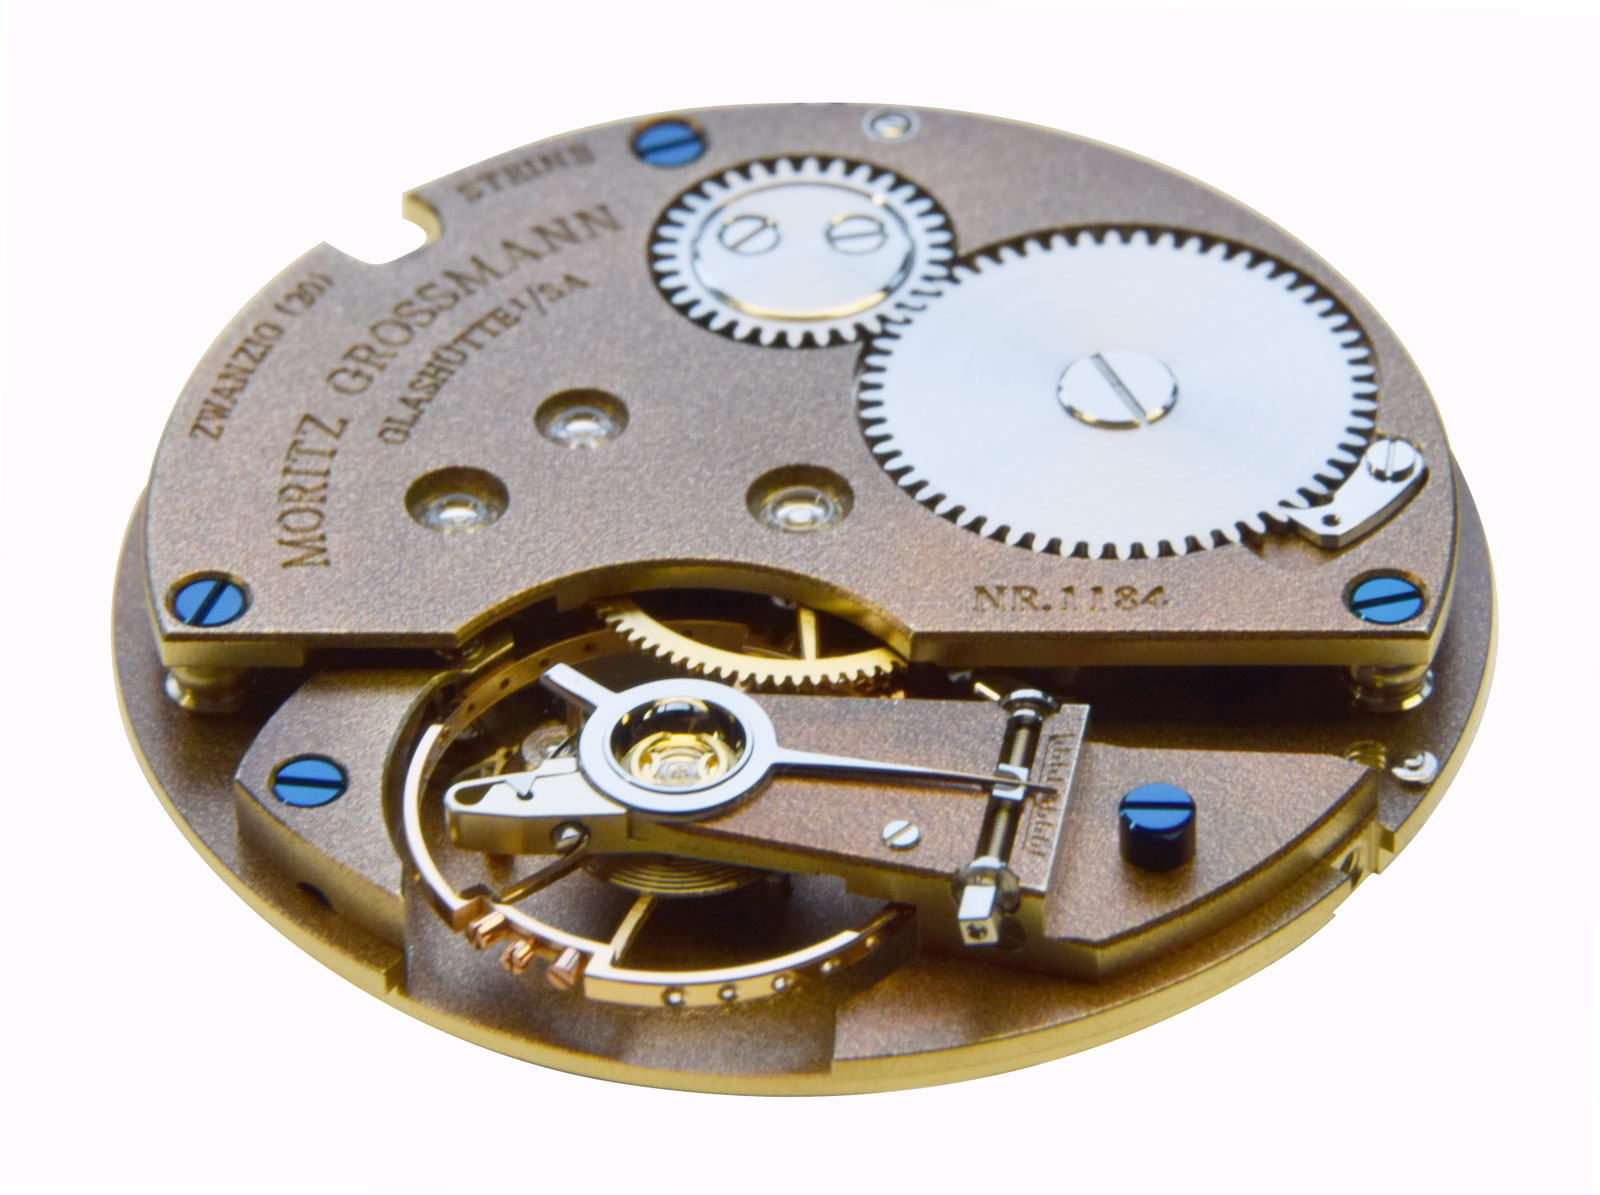 ZWANZIG (20)
STEINE
MORITZ GROSSMANN
GLASHÜTTE I/SA
NR. 1184